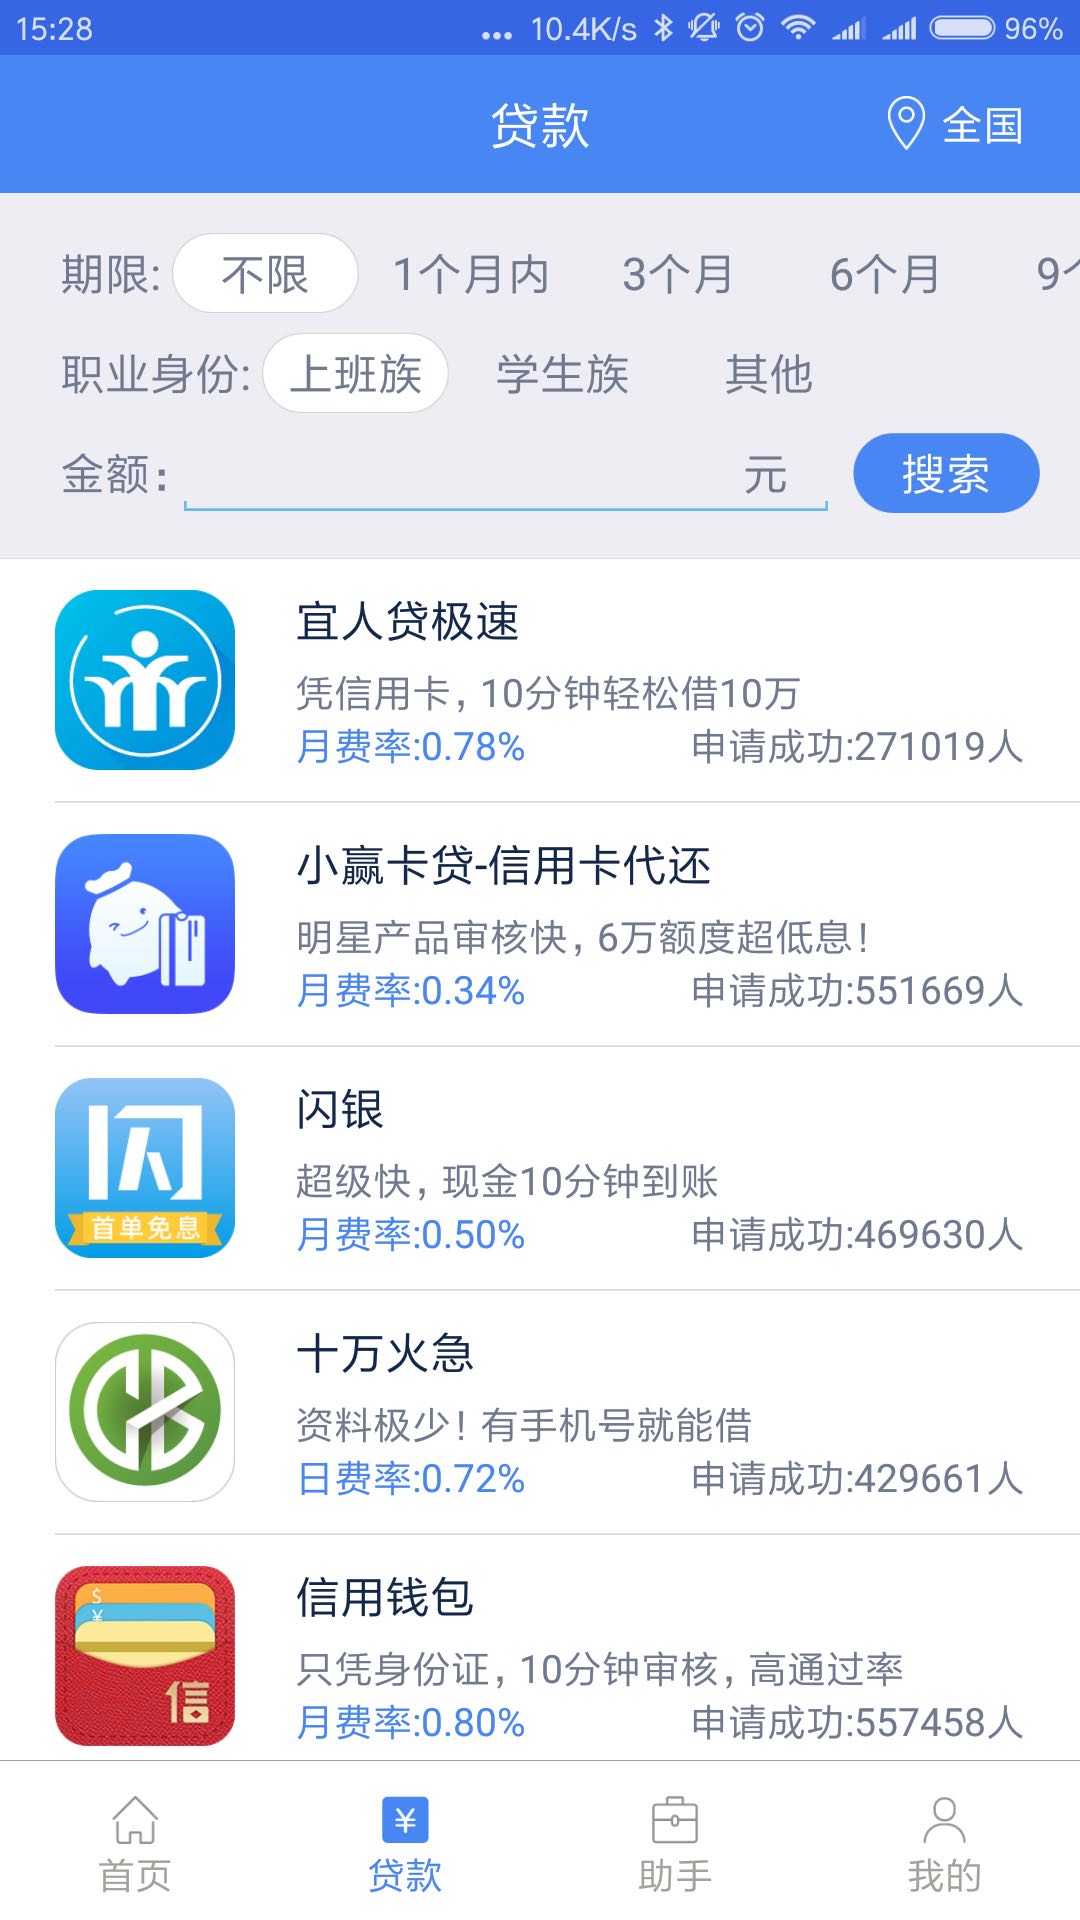 15:28
... 10.4K/s 96%
贷款
全国
期限: 不限 1个月内 3个月 6个月 9
职业身份: 上班族 学生族 其他
金额: 元 搜索
宜人贷极速
凭信用卡,10分钟轻松借10万
月费率:0.78% 申请成功:271019人
小赢卡贷-信用卡代还
明星产品审核快,6万额度超低息!
月费率:0.34% 申请成功:551669人
闪
首单免息
闪银
超级快,现金10分钟到账
月费率:0.50% 申请成功:469630人
十万火急
资料极少!有手机号就能借
日费率:0.72% 申请成功:429661人
$
¥
信
信用钱包
只凭身份证,10分钟审核,高通过率
月费率:0.80% 申请成功:557458人
¥
首页 贷款 助手 我的